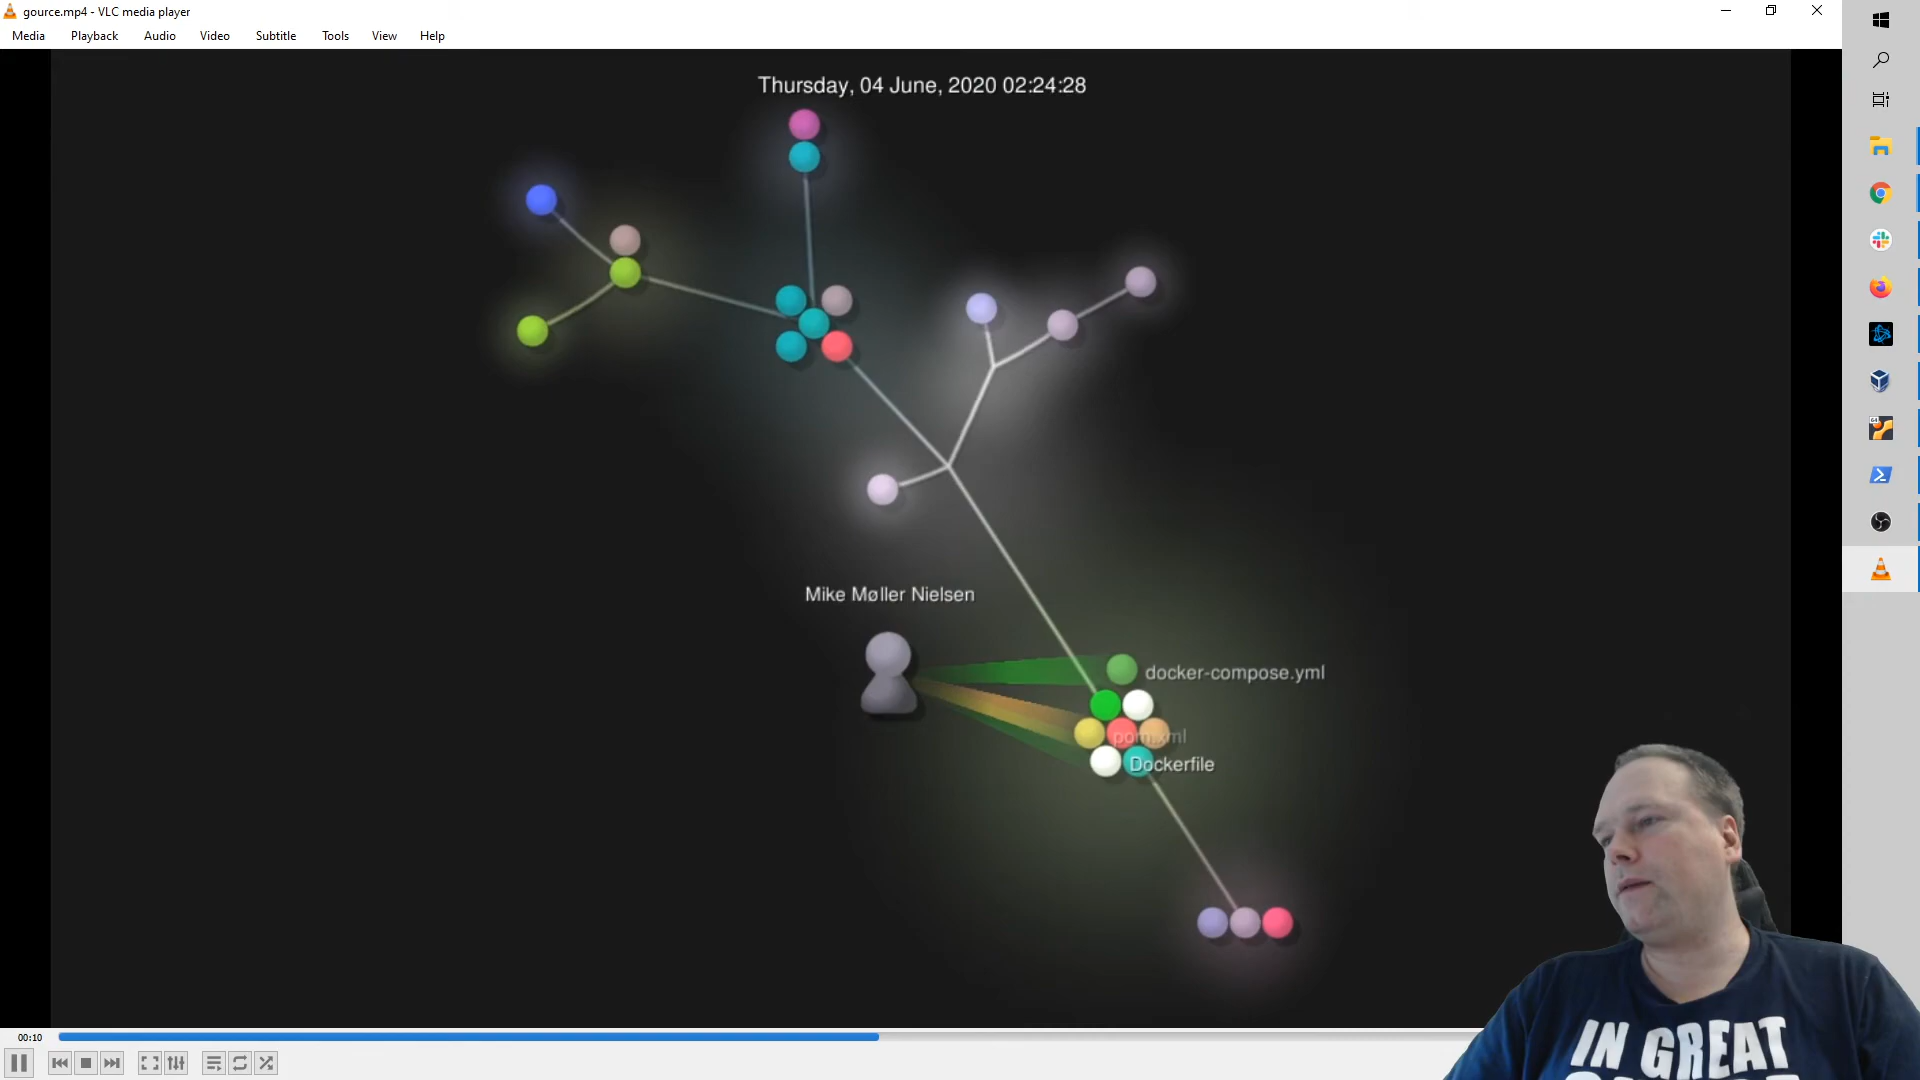 gource.mp4 - VLC media player
Media Playback Audio Video Subtitle Tools View Help
Thursday, 04 June, 2020 02:24:28
Mike Møller Nielsen
docker-compose.yml
pom.xml
Dockerfile
00:10
IN GREAT